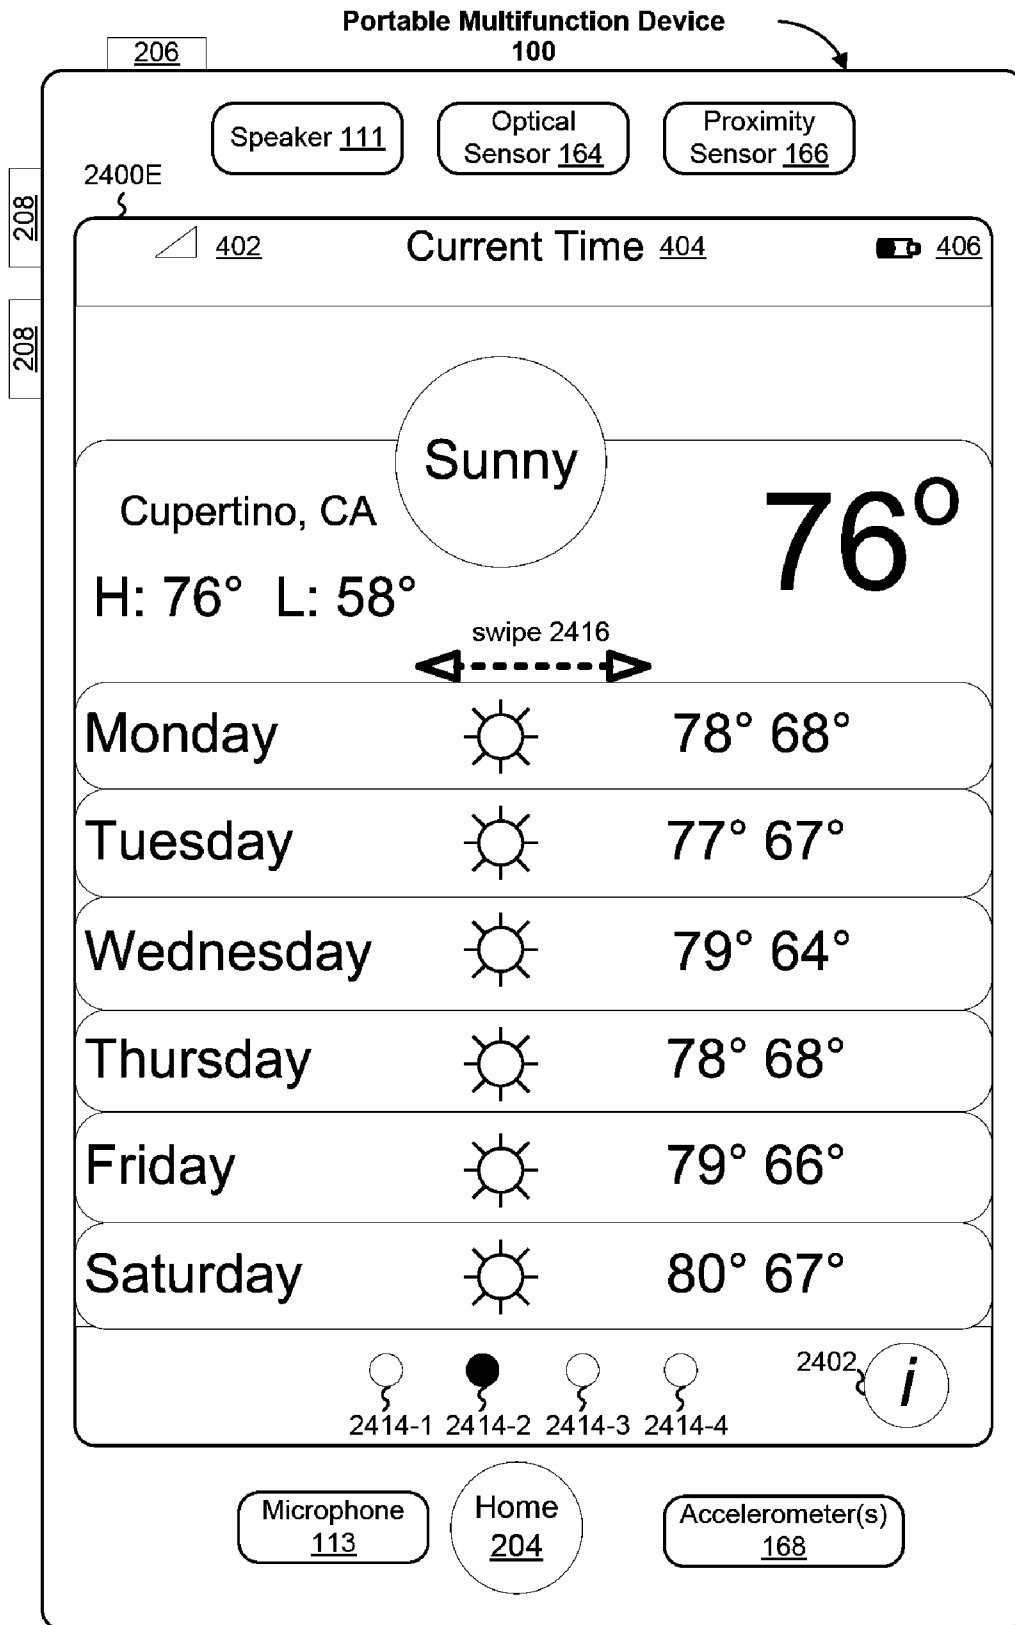 Portable Multifunction Device
100
206
Speaker 111
Optical
Sensor 164
Proximity
Sensor 166
2400E
208
208
402
Current Time 404
406
Sunny
Cupertino, CA
76°
H: 76° L: 58°
swipe 2416
Monday 78° 68°
Tuesday 77° 67°
Wednesday 79° 64°
Thursday 78° 68°
Friday 79° 66°
Saturday 80° 67°
2402
i
2414-1 2414-2 2414-3 2414-4
Microphone
113
Home
204
Accelerometer(s)
168